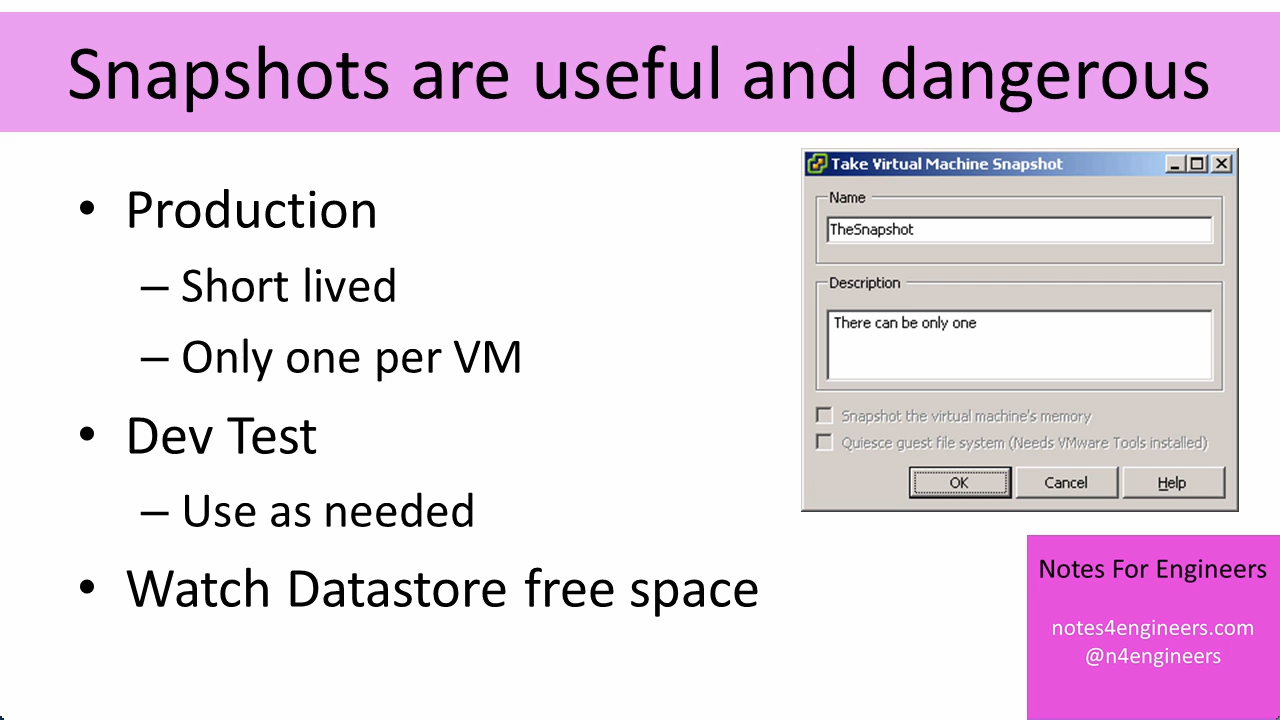 Snapshots are useful and dangerous
• Production
– Short lived
– Only one per VM
• Dev Test
– Use as needed
• Watch Datastore free space
Take Virtual Machine Snapshot
Name
TheSnapshot
Description
There can be only one
Snapshot the virtual machine's memory
Quiesce guest file system (Needs VMware Tools installed)
OK Cancel Help
Notes For Engineers
notes4engineers.com
@n4engineers